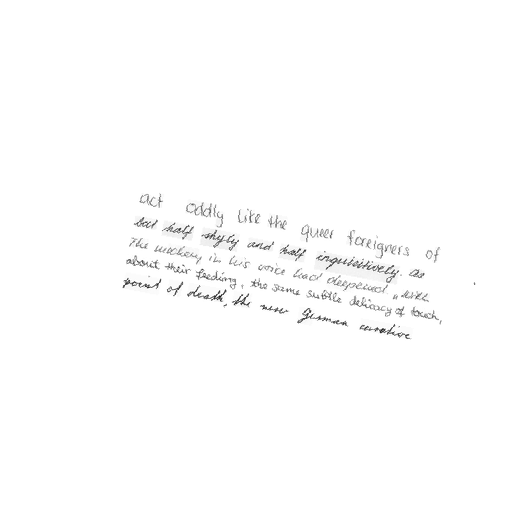 act oddly like the queer foreigners of
but half shyly and half inquisitively. as
The mockery in his voice had deepened „ with
about their feeding, the same subtle delicacy of touch,
point of death, the new German curative